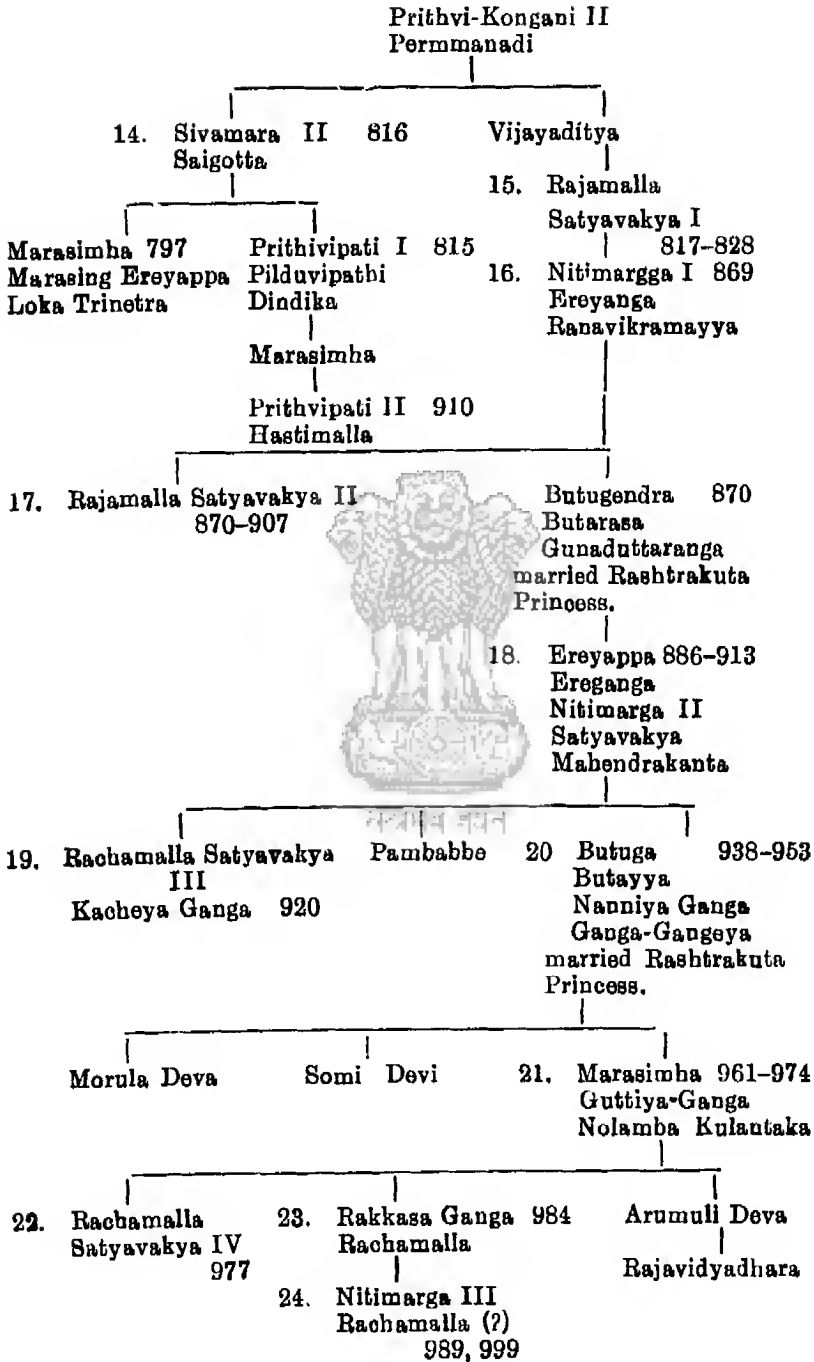 Prithvi-Kongani II
Permmanadi
14. Sivamara II 816 Vijayaditya
Saigotta
15. Rajamalla
Satyavakya I
817-828
Marasimha 797 Prithivipati I 815
Marasing Ereyappa Pilduvipathi 16. Nitimargga I 869
Loka Trinetra Dindika Ereyanga
Ranavikramayya
Marasimha
Prithvipati II 910
Hastimalla
17. Rajamalla Satyavakya II Butugendra 870
870-907 Butarasa
Gunaduttaranga
married Rashtrakuta
Princess.
18. Ereyappa 886-913
Ereganga
Nitimarga II
Satyavakya
Mahendrakanta
सत्यमेव जयते
19. Rachamalla Satyavakya Pambabbe 20 Butuga 938-953
III Butayya
Kacheya Ganga 920 Nanniya Ganga
Ganga-Gangeya
married Rashtrakuta
Princess.
Morula Deva Somi Devi 21. Marasimha 961-974
Guttiya-Ganga
Nolamba Kulantaka
22. Rachamalla 23. Rakkasa Ganga 984 Arumuli Deva
Satyavakya IV Rachamalla
977 Rajavidyadhara
24. Nitimarga III
Rachamalla (?)
989, 999